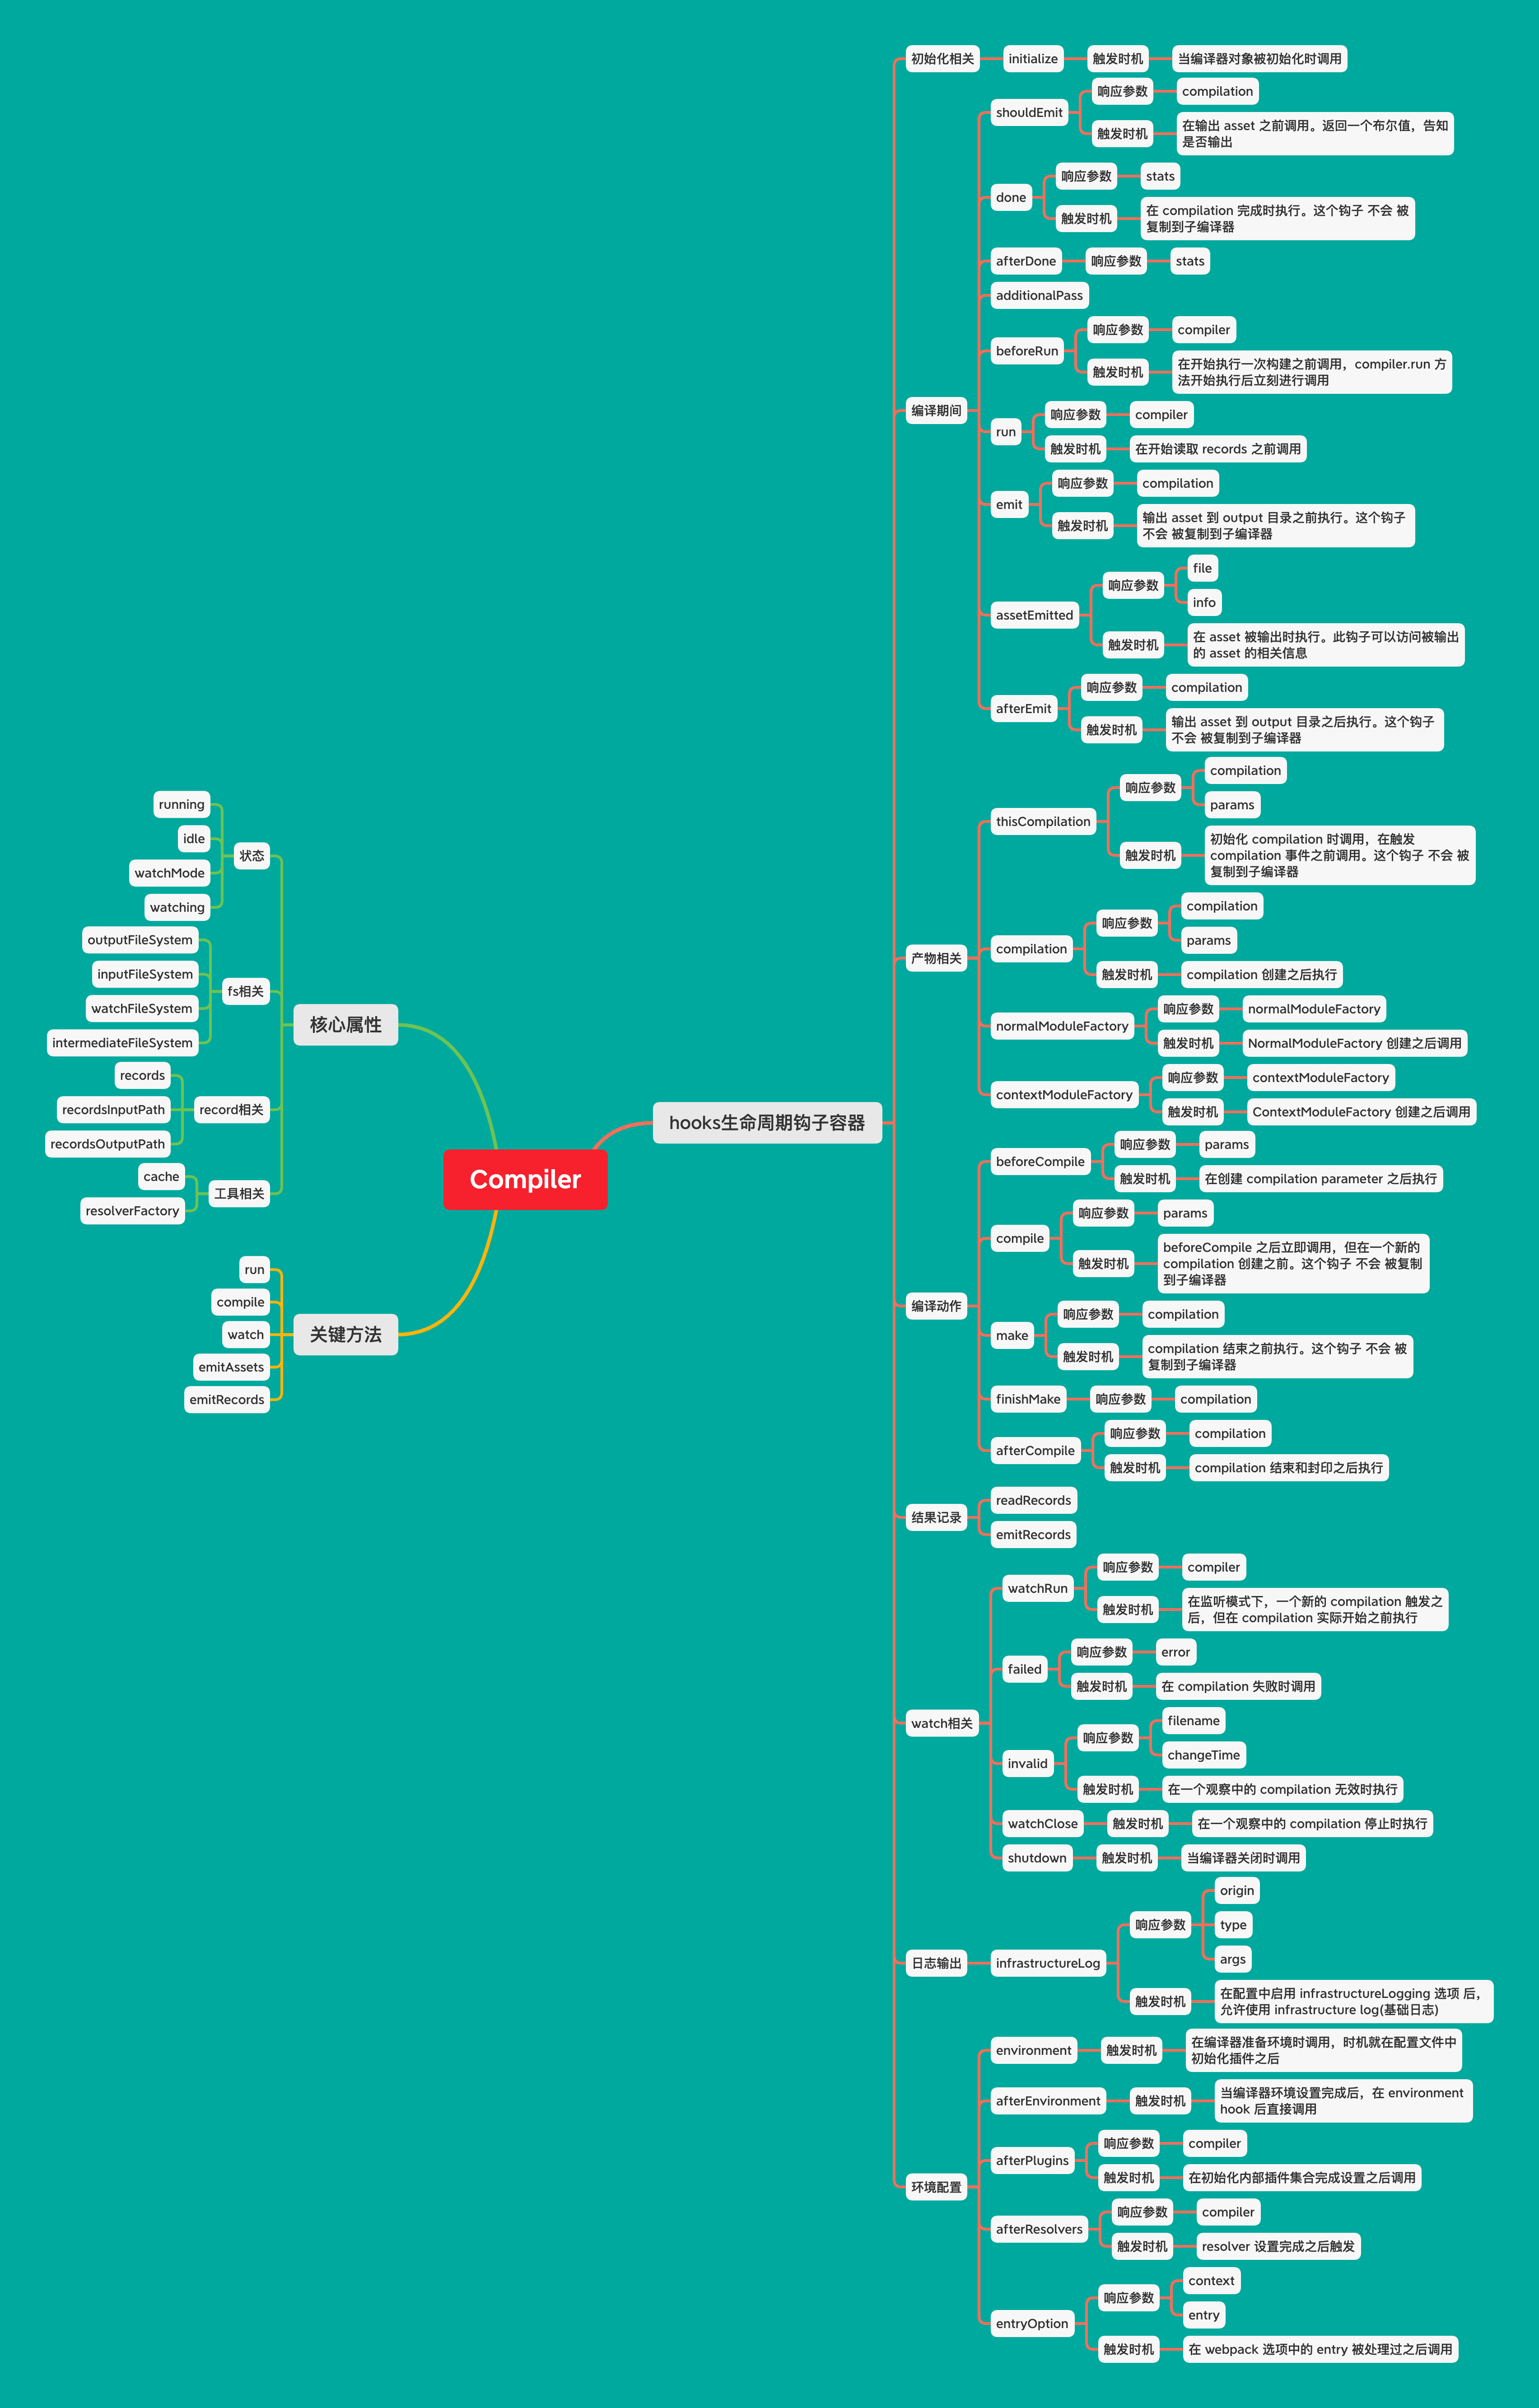 Compiler
核心属性
状态
running
idle
watchMode
watching
fs相关
outputFileSystem
inputFileSystem
watchFileSystem
intermediateFileSystem
record相关
records
recordsInputPath
recordsOutputPath
工具相关
cache
resolverFactory
关键方法
run
compile
watch
emitAssets
emitRecords
hooks生命周期钩子容器
初始化相关
initialize
触发时机
当编译器对象被初始化时调用
编译期间
shouldEmit
响应参数
compilation
触发时机
在输出 asset 之前调用。返回一个布尔值，告知
是否输出
done
响应参数
stats
触发时机
在 compilation 完成时执行。这个钩子 不会 被
复制到子编译器
afterDone
响应参数
stats
additionalPass
beforeRun
响应参数
compiler
触发时机
在开始执行一次构建之前调用，compiler.run 方
法开始执行后立刻进行调用
run
响应参数
compiler
触发时机
在开始读取 records 之前调用
emit
响应参数
compilation
触发时机
输出 asset 到 output 目录之前执行。这个钩子
不会 被复制到子编译器
assetEmitted
响应参数
file
info
触发时机
在 asset 被输出时执行。此钩子可以访问被输出
的 asset 的相关信息
afterEmit
响应参数
compilation
触发时机
输出 asset 到 output 目录之后执行。这个钩子
不会 被复制到子编译器
产物相关
thisCompilation
响应参数
compilation
params
触发时机
初始化 compilation 时调用，在触发
compilation 事件之前调用。这个钩子 不会 被
复制到子编译器
compilation
响应参数
compilation
params
触发时机
compilation 创建之后执行
normalModuleFactory
响应参数
normalModuleFactory
触发时机
NormalModuleFactory 创建之后调用
contextModuleFactory
响应参数
contextModuleFactory
触发时机
ContextModuleFactory 创建之后调用
编译动作
beforeCompile
响应参数
params
触发时机
在创建 compilation parameter 之后执行
compile
响应参数
params
触发时机
beforeCompile 之后立即调用，但在一个新的
compilation 创建之前。这个钩子 不会 被复制
到子编译器
make
响应参数
compilation
触发时机
compilation 结束之前执行。这个钩子 不会 被
复制到子编译器
finishMake
响应参数
compilation
afterCompile
响应参数
compilation
触发时机
compilation 结束和封印之后执行
结果记录
readRecords
emitRecords
watch相关
watchRun
响应参数
compiler
触发时机
在监听模式下，一个新的 compilation 触发之
后，但在 compilation 实际开始之前执行
failed
响应参数
error
触发时机
在 compilation 失败时调用
invalid
响应参数
filename
changeTime
触发时机
在一个观察中的 compilation 无效时执行
watchClose
触发时机
在一个观察中的 compilation 停止时执行
shutdown
触发时机
当编译器关闭时调用
日志输出
infrastructureLog
响应参数
origin
type
args
触发时机
在配置中启用 infrastructureLogging 选项 后，
允许使用 infrastructure log(基础日志)
环境配置
environment
触发时机
在编译器准备环境时调用，时机就在配置文件中
初始化插件之后
afterEnvironment
触发时机
当编译器环境设置完成后，在 environment
hook 后直接调用
afterPlugins
响应参数
compiler
触发时机
在初始化内部插件集合完成设置之后调用
afterResolvers
响应参数
compiler
触发时机
resolver 设置完成之后触发
entryOption
响应参数
context
entry
触发时机
在 webpack 选项中的 entry 被处理过之后调用